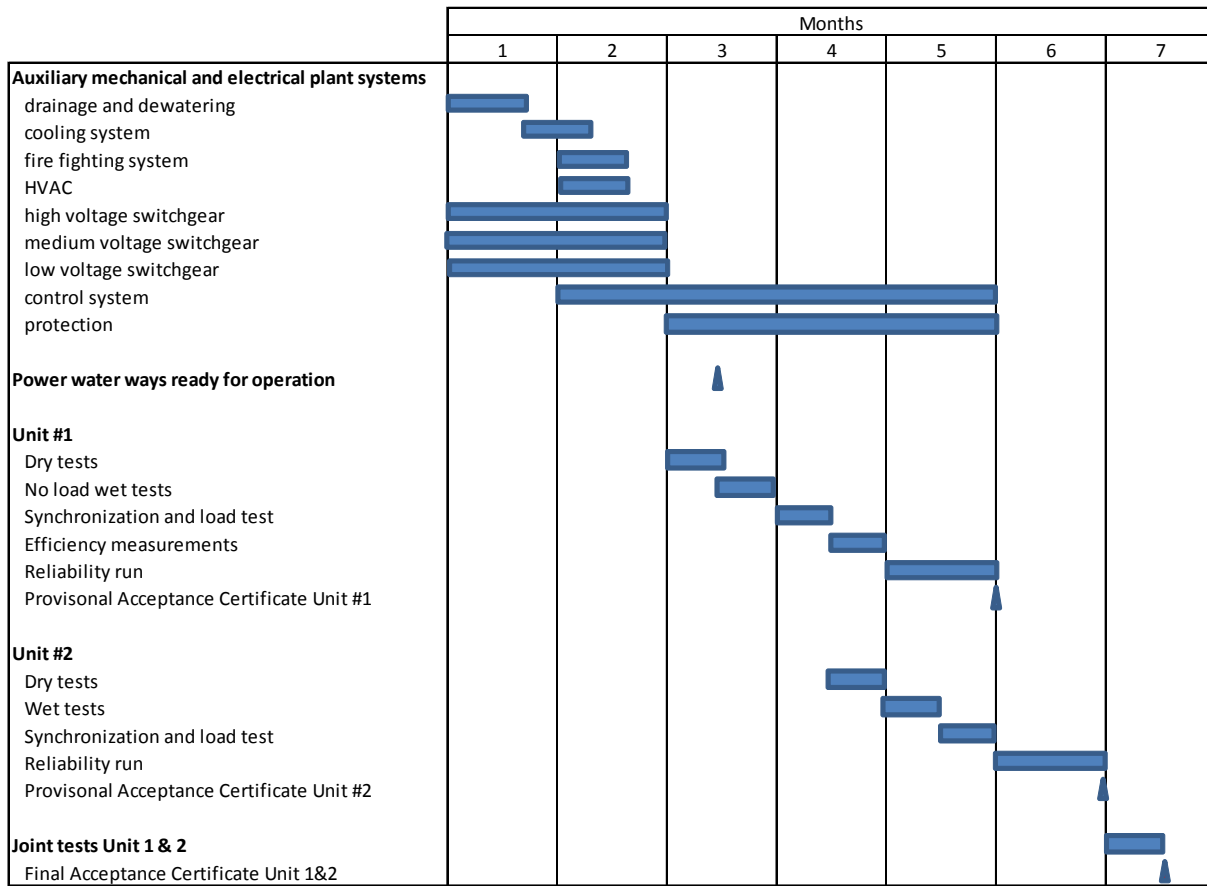 Months
1 2 3 4 5 6 7
Auxiliary mechanical and electrical plant systems
drainage and dewatering
cooling system
fire fighting system
HVAC
high voltage switchgear
medium voltage switchgear
low voltage switchgear
control system
protection
Power water ways ready for operation
Unit #1
Dry tests
No load wet tests
Synchronization and load test
Efficiency measurements
Reliability run
Provisonal Acceptance Certificate Unit #1
Unit #2
Dry tests
Wet tests
Synchronization and load test
Reliability run
Provisional Acceptance Certificate Unit #2
Joint tests Unit 1 & 2
Final Acceptance Certificate Unit 1&2